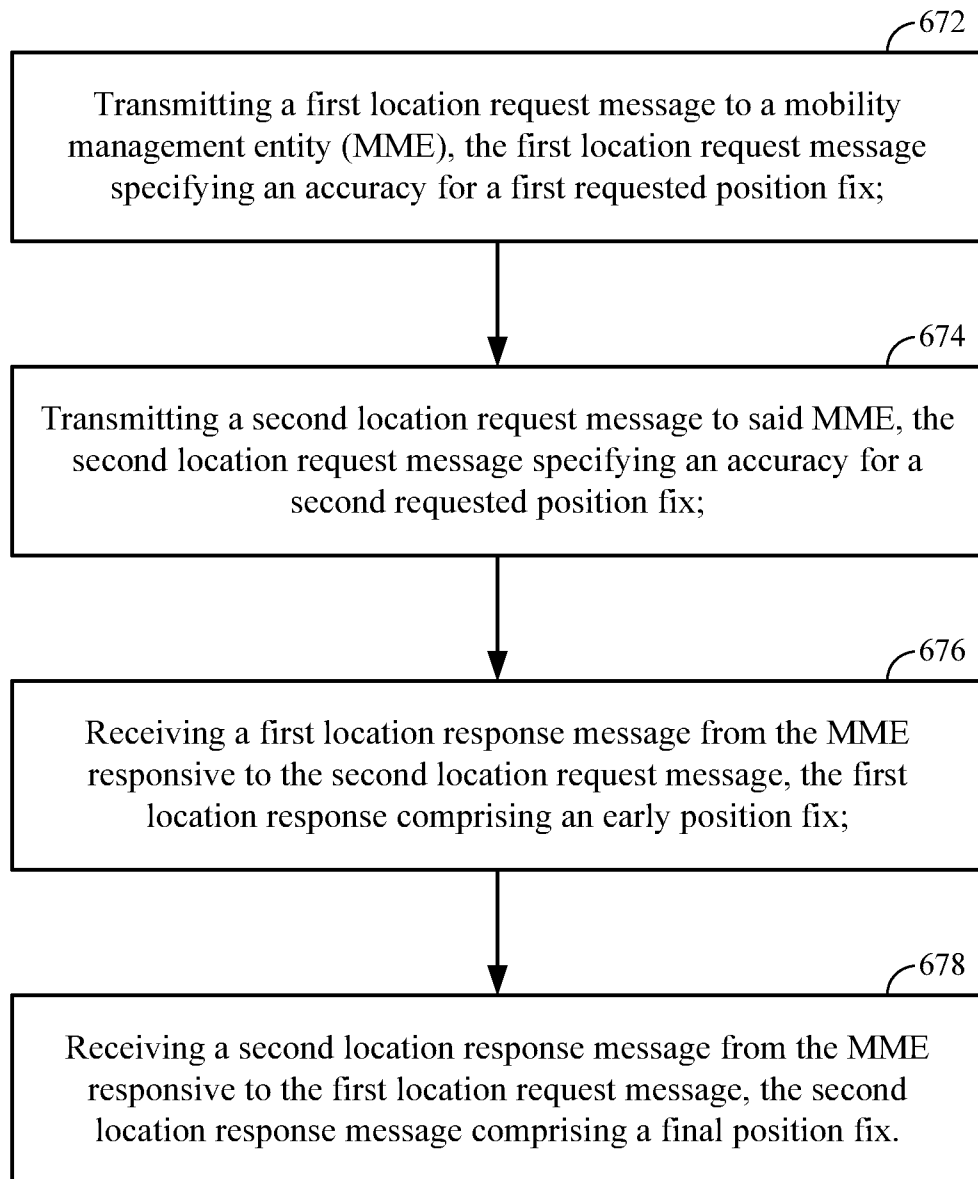 672
Transmitting a first location request message to a mobility
management entity (MME), the first location request message
specifying an accuracy for a first requested position fix;
674
Transmitting a second location request message to said MME, the
second location request message specifying an accuracy for a
second requested position fix;
676
Receiving a first location response message from the MME
responsive to the second location request message, the first
location response comprising an early position fix;
678
Receiving a second location response message from the MME
responsive to the first location request message, the second
location response message comprising a final position fix.